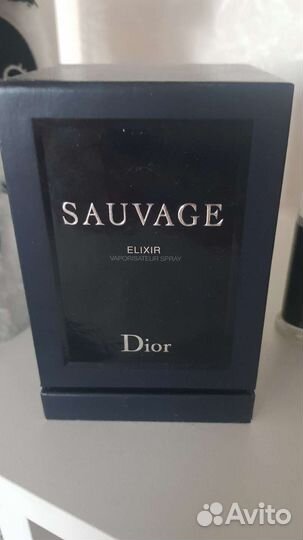 SAUVAGE
ELIXIR
VAPORISATEUR SPRAY
Dior
Avito